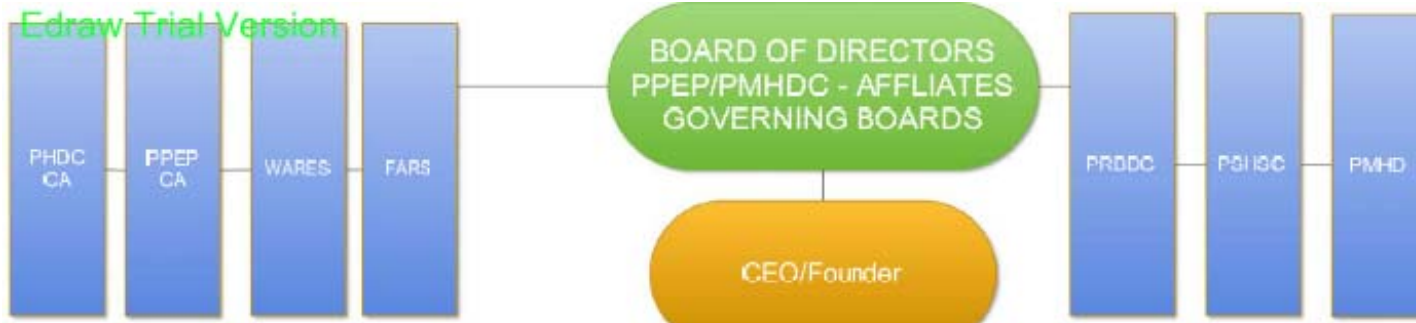 Edraw Trial Version
BOARD OF DIRECTORS
PPEP/PMHDC - AFFLIATES
GOVERNING BOARDS
PHDC
CA
PPEP
CA
WARES
FARS
PMHD
CEO/Founder